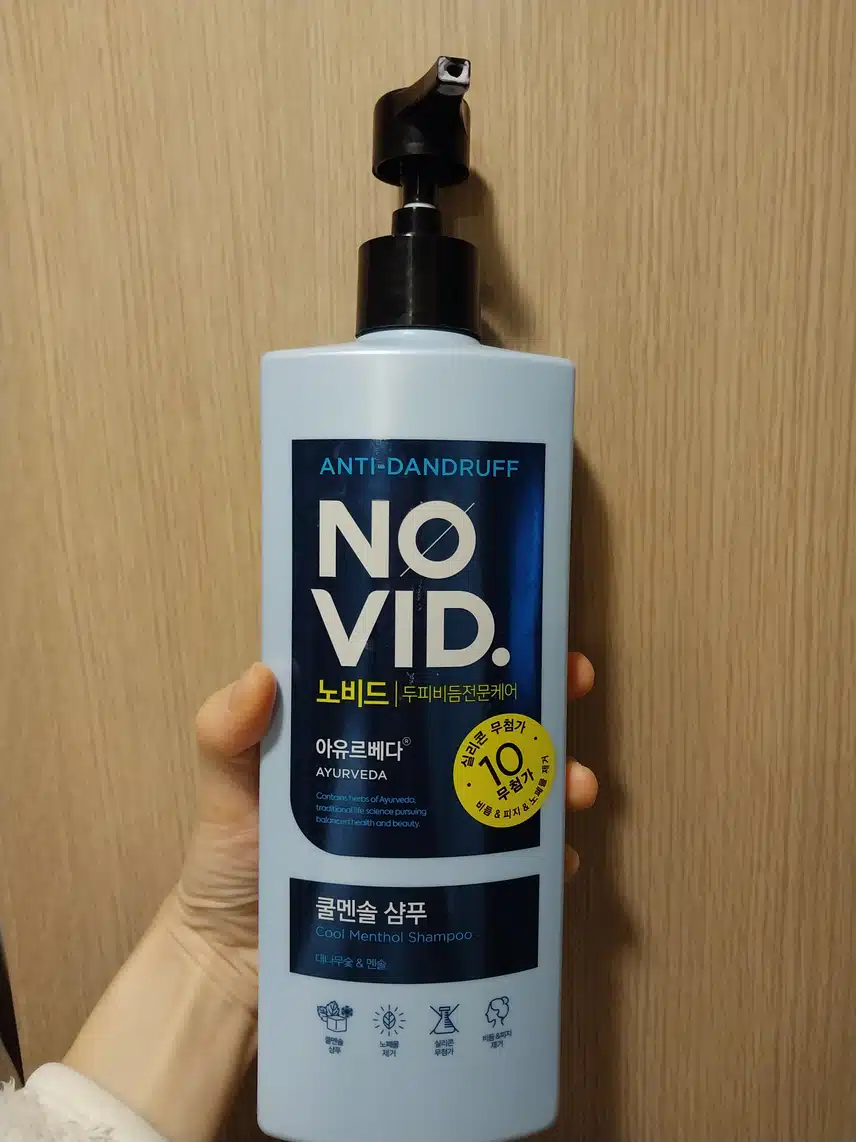 ANTI-DANDRUFF
NO
VID.
노비드 | 두피비듬전문케어
아유르베다®
AYURVEDA
Contains herbs of Ayurveda,
traditional life science pursuing
balanced health and beauty.
실리콘 무첨가
10
무첨가
비듬 & 피지 & 노폐물 제거
쿨멘솔 샴푸
Cool Menthol Shampoo
대나무숯 & 멘솔
쿨멘솔
샴푸
노폐물
제거
실리콘
무첨가
비듬&피지
제거